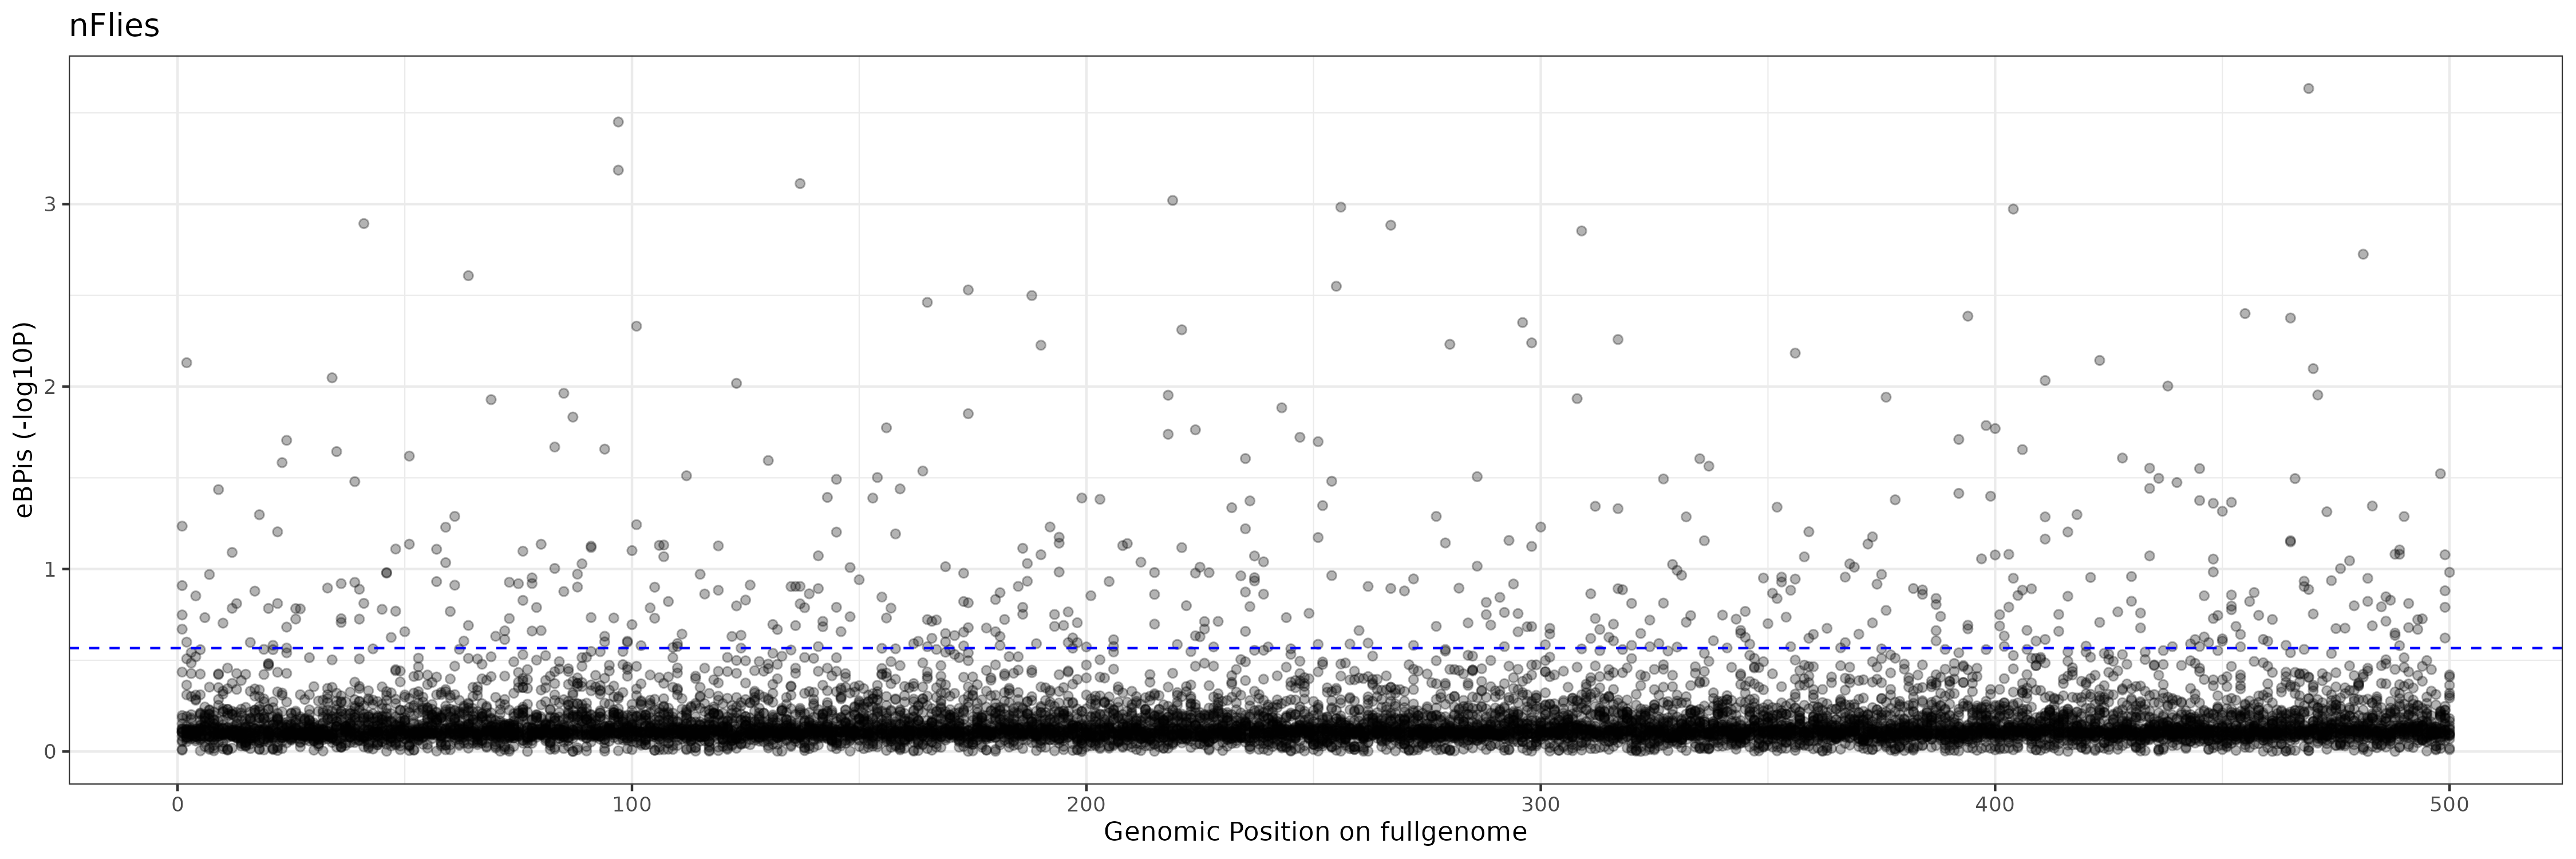 nFlies
eBPis (-log10P)
3
2
1
0
0 100 200 300 400 500
Genomic Position on fullgenome